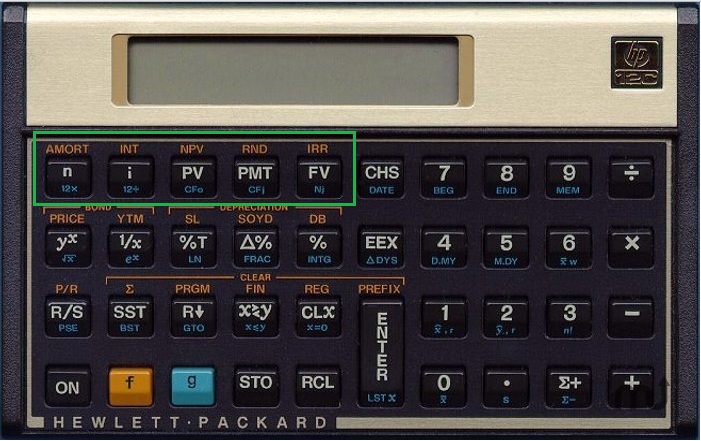 hp
12C
AMORT INT NPV RND IRR
n i PV PMT FV CHS 7 8 9 ÷
12× 12÷ CFo CFj Nj DATE BEG END MEM
BOND DEPRECIATION
PRICE YTM SL SOYD DB
yˣ 1/x %T Δ% % EEX 4 5 6 ×
√x eˣ LN FRAC INTG ΔDYS D.MY M.DY x̄w
CLEAR
P/R Σ PRGM FIN REG PREFIX
R/S SST R↓ x≷y CLx ENTER 1 2 3 −
PSE BST GTO x≤y x=0 x̂,r ŷ,r n!
ON f g STO RCL 0 · Σ+ +
LSTx x̄ s Σ−
HEWLETT·PACKARD